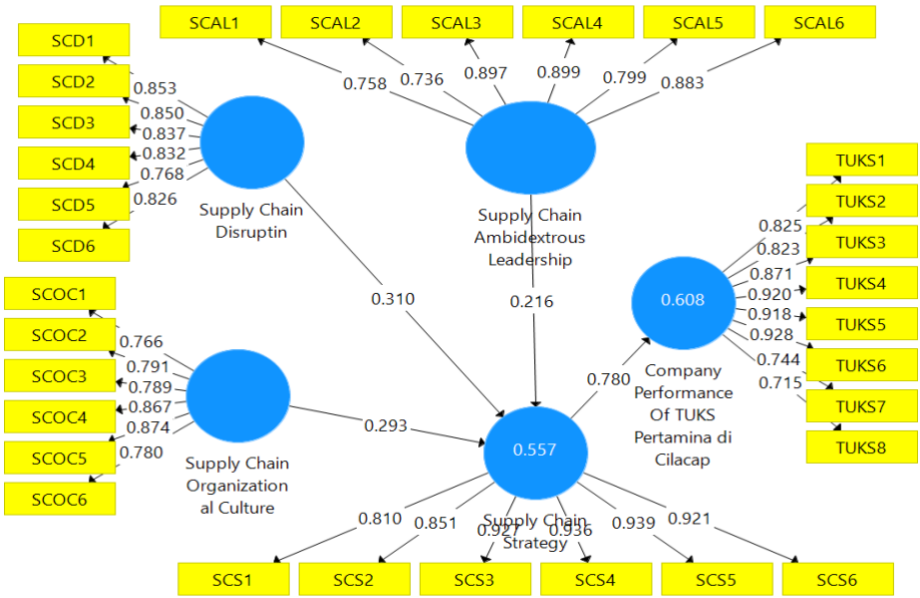 SCAL1
SCAL2
SCAL3
SCAL4
SCAL5
SCAL6
0.758
0.736
0.897
0.899
0.799
0.883
SCD1
SCD2
SCD3
SCD4
SCD5
SCD6
0.853
0.850
0.837
0.832
0.768
0.826
Supply Chain
Disruptin
Supply Chain
Ambidextrous
Leadership
TUKS1
TUKS2
TUKS3
TUKS4
TUKS5
TUKS6
TUKS7
TUKS8
0.825
0.823
0.871
0.920
0.918
0.928
0.744
0.715
0.608
Company
Performance
Of TUKS
Pertamina di
Cilacap
0.310
0.216
0.780
0.293
SCOC1
SCOC2
SCOC3
SCOC4
SCOC5
SCOC6
0.766
0.791
0.789
0.867
0.874
0.780
Supply Chain
Organization
al Culture
0.557
Supply Chain
Strategy
0.810
0.851
0.927
0.936
0.939
0.921
SCS1
SCS2
SCS3
SCS4
SCS5
SCS6